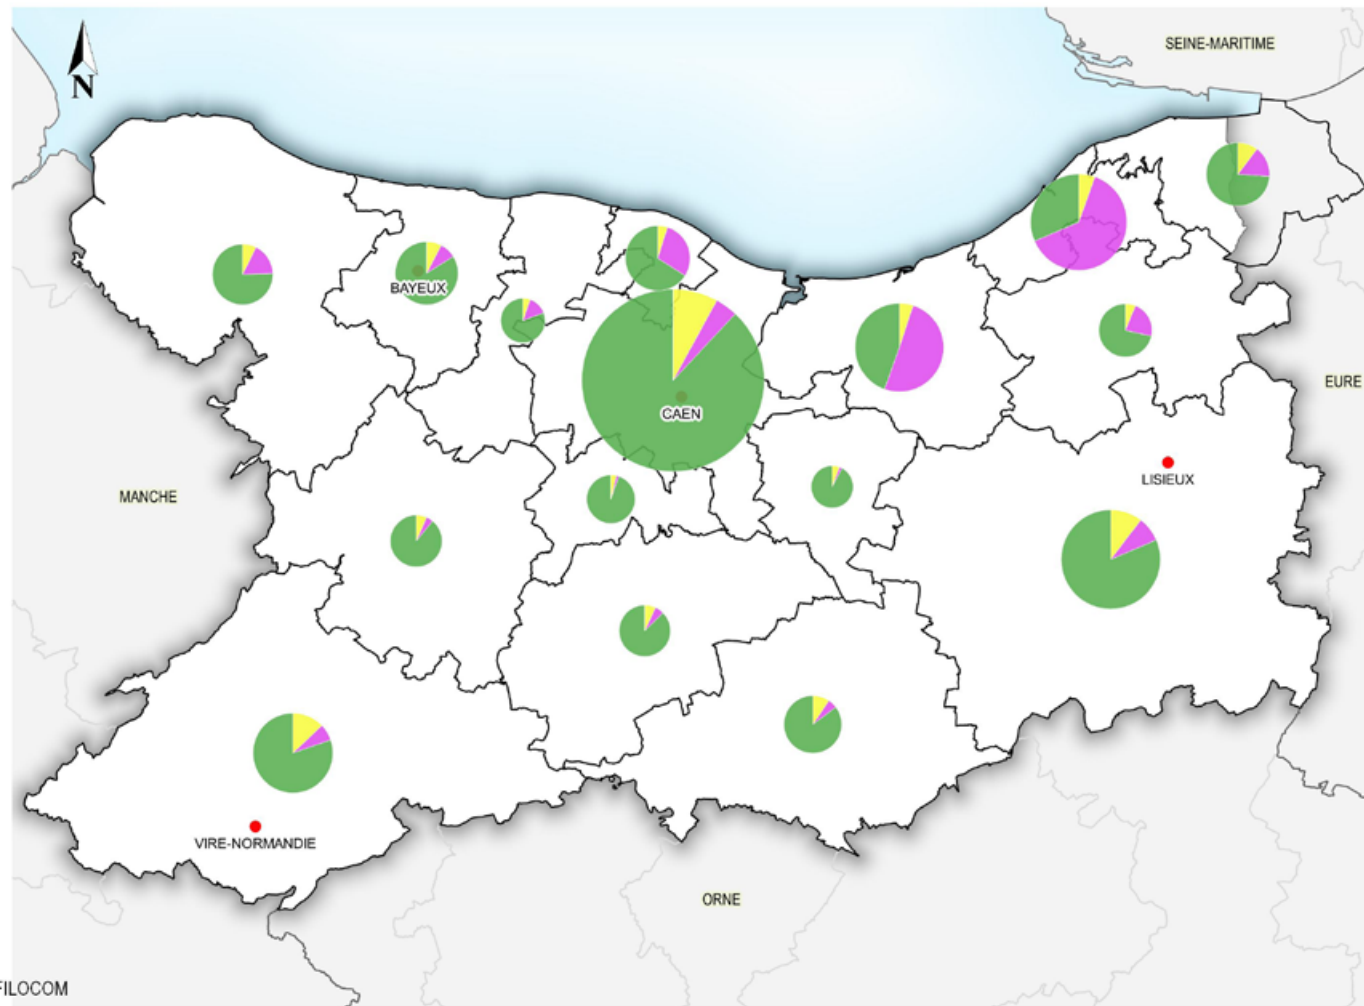 SEINE-MARITIME
N
BAYEUX
EURE
CAEN
LISIEUX
MANCHE
VIRE-NORMANDIE
ORNE
FILOCOM